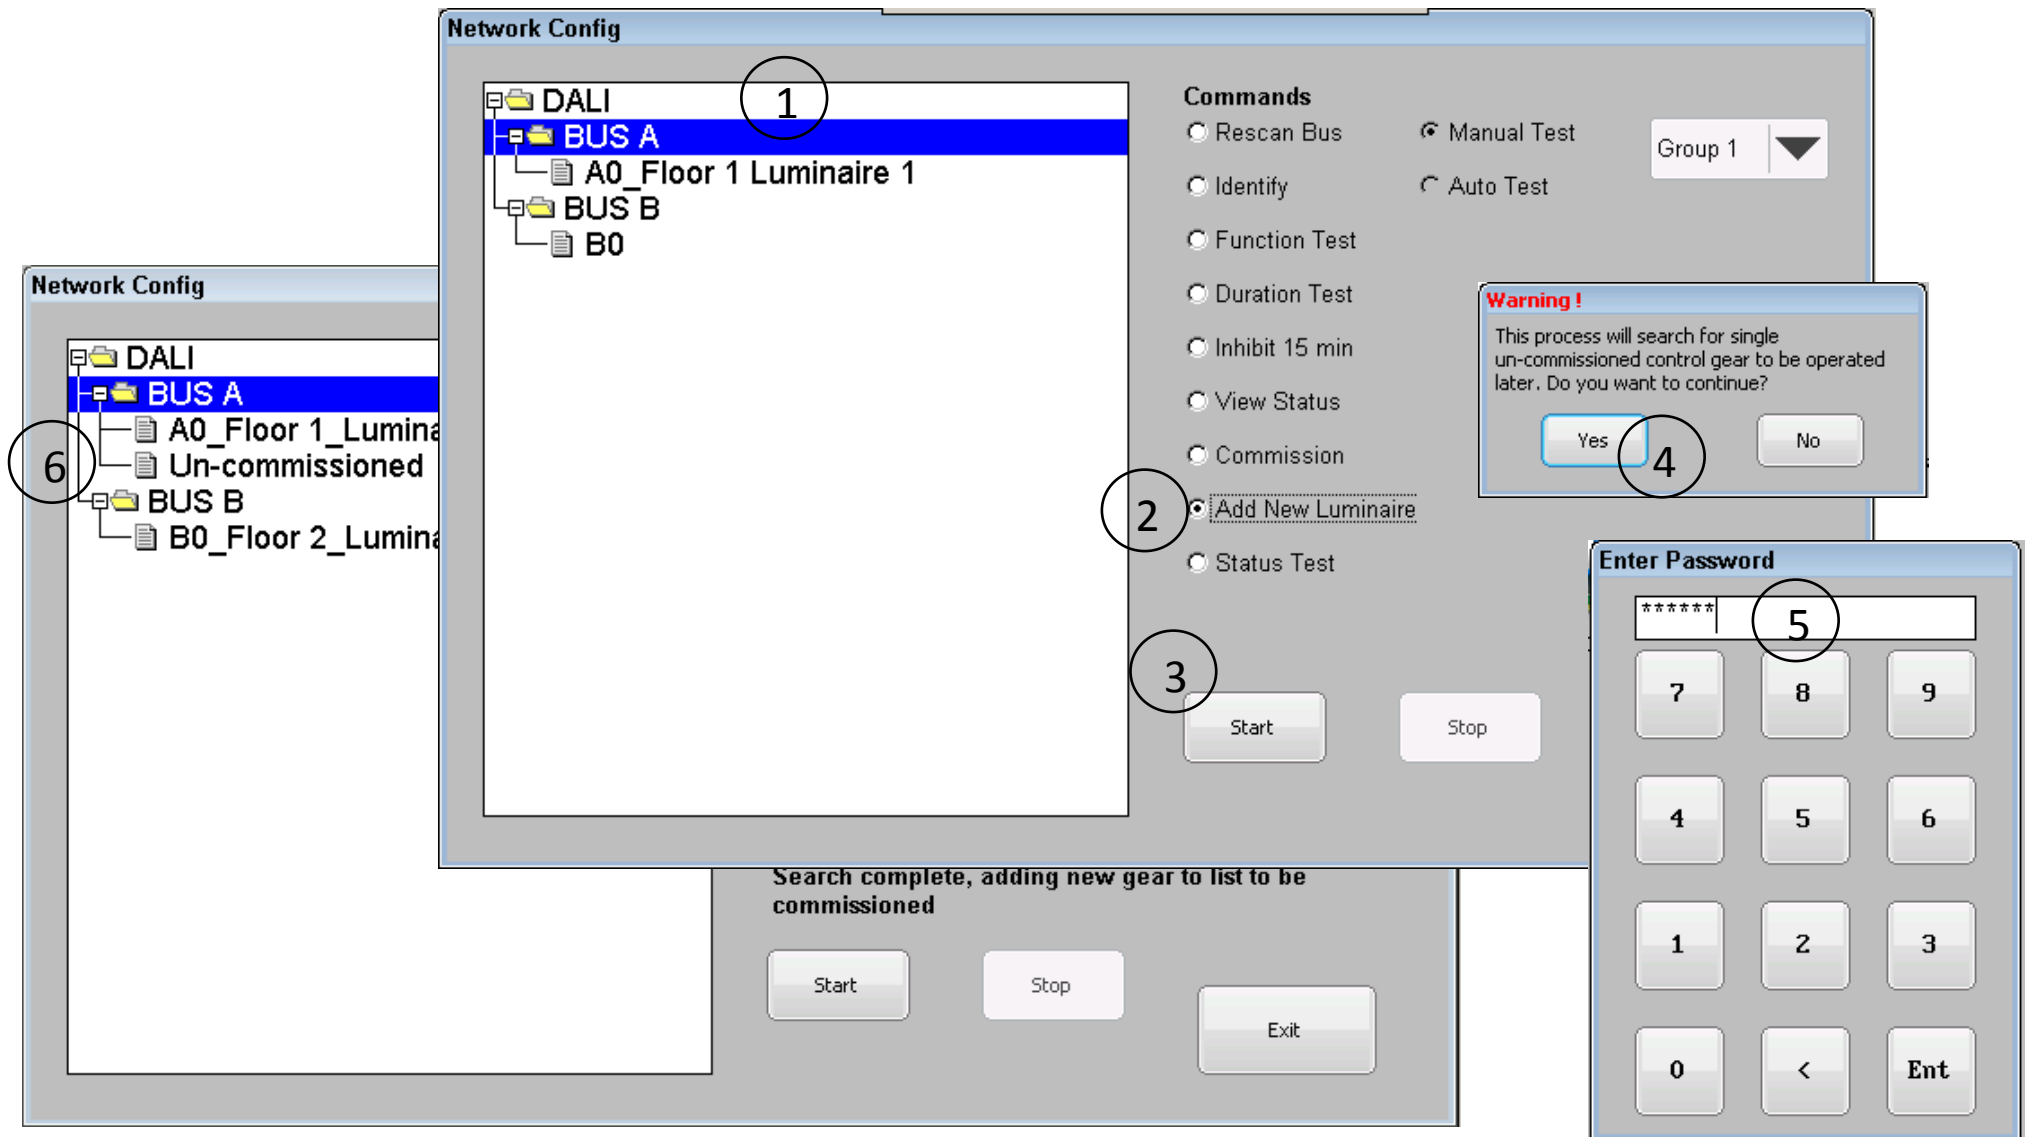 Network Config
1
DALI
BUS A
A0_Floor 1 Luminaire 1
BUS B
B0
Commands
Rescan Bus
Manual Test
Group 1
Identify
Auto Test
Function Test
Duration Test
Inhibit 15 min
View Status
Commission
2
Add New Luminaire
Status Test
3
Start
Stop
Warning !
This process will search for single
un-commissioned control gear to be operated
later. Do you want to continue?
Yes
4
No
Enter Password
******
5
7
8
9
4
5
6
1
2
3
0
<
Ent
Network Config
DALI
BUS A
A0_Floor 1_Lumina
6
Un-commissioned
BUS B
B0_Floor 2_Lumina
Search complete, adding new gear to list to be
commissioned
Start
Stop
Exit